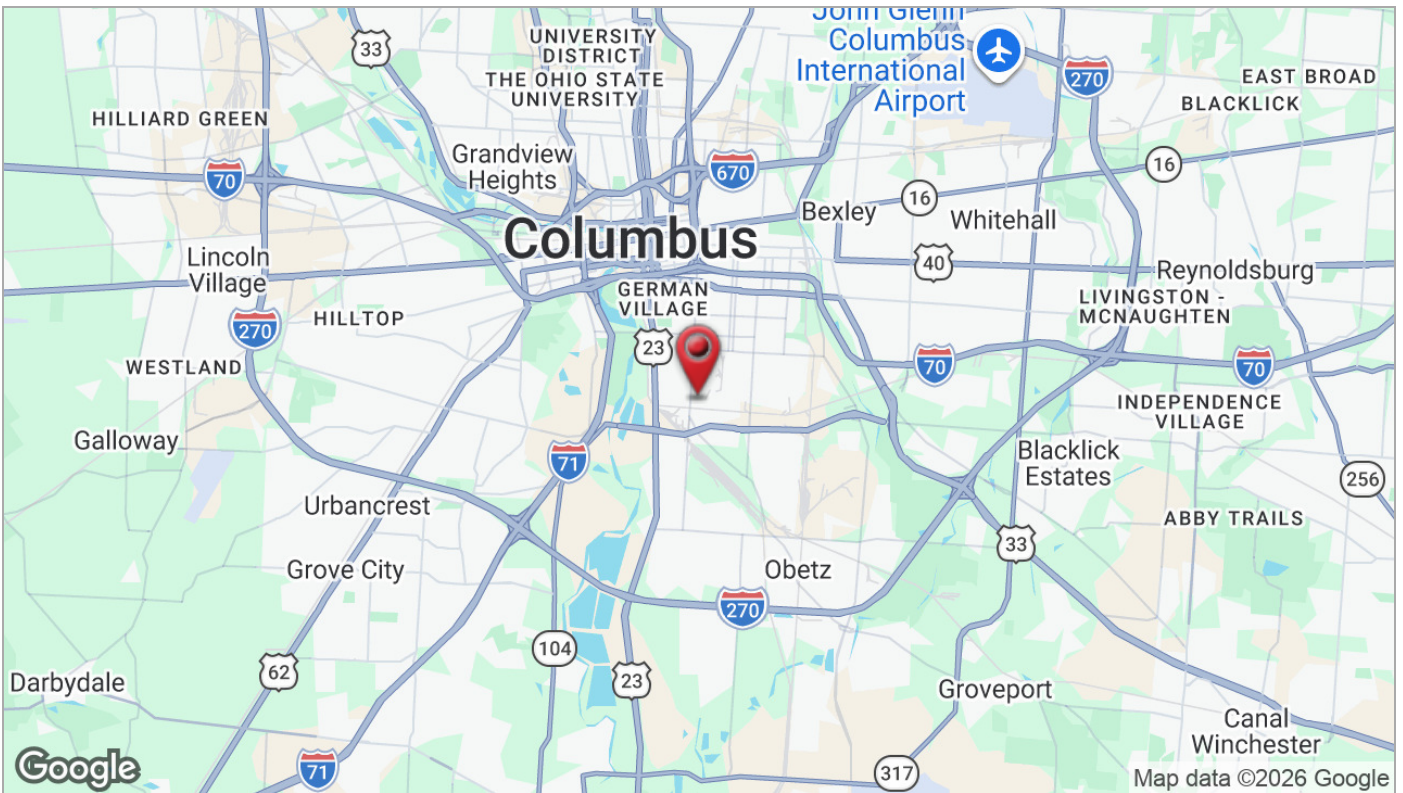 John Glenn
Columbus
International
Airport
33
UNIVERSITY
DISTRICT
THE OHIO STATE
UNIVERSITY
270
EAST BROAD
BLACKLICK
HILLIARD GREEN
Grandview
Heights
70
670
16
16
Bexley
Whitehall
Columbus
40
Lincoln
Village
Reynoldsburg
GERMAN
VILLAGE
LIVINGSTON -
MCNAUGHTEN
HILLTOP
270
23
WESTLAND
70
70
INDEPENDENCE
VILLAGE
Galloway
71
Blacklick
Estates
256
Urbancrest
ABBY TRAILS
33
Grove City
Obetz
270
104
62
23
Darbydale
Groveport
Canal
Winchester
Google
71
317
Map data ©2026 Google